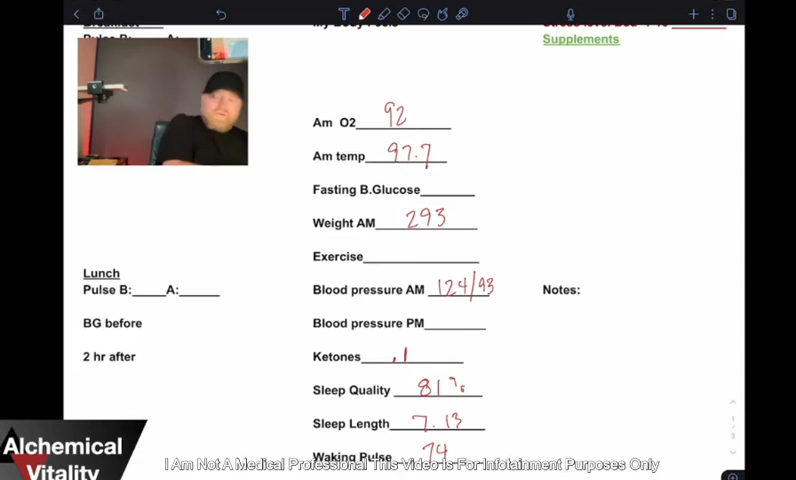 Supplements
Am O2 92
Am temp 97.7
Fasting B.Glucose
Weight AM 293
Exercise
Lunch
Pulse B: A:
Blood pressure AM 124/93
Notes:
BG before
Blood pressure PM
2 hr after
Ketones .1
Sleep Quality 81%
Sleep Length 7.13
Waking Pulse 74
Alchemical
Vitality
I Am Not A Medical Professional This Video Is For Infotainment Purposes Only